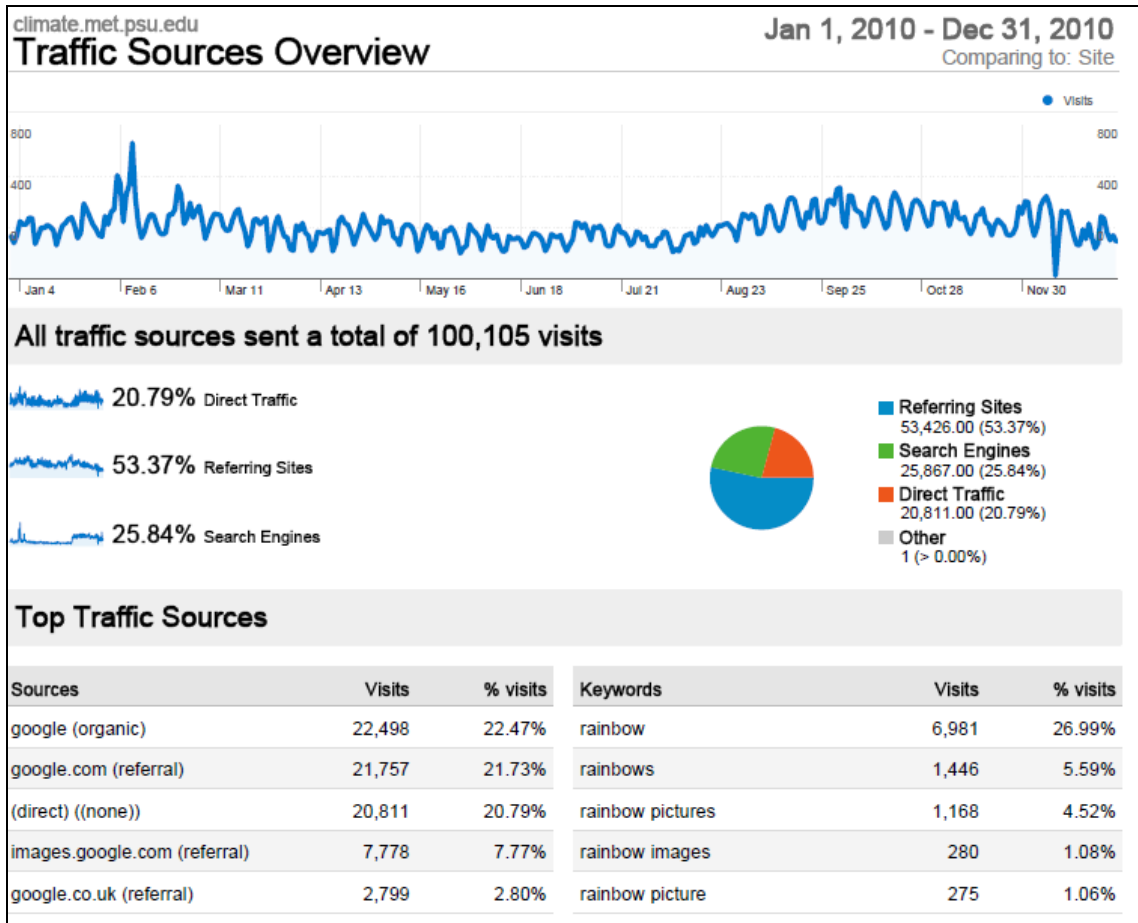 climate.met.psu.edu
Jan 1, 2010 - Dec 31, 2010
Traffic Sources Overview
Comparing to: Site
Visits
800 800
400 400
0 0
Jan 4 Feb 6 Mar 11 Apr 13 May 16 Jun 18 Jul 21 Aug 23 Sep 25 Oct 28 Nov 30
All traffic sources sent a total of 100,105 visits
20.79% Direct Traffic
53.37% Referring Sites
25.84% Search Engines
Referring Sites
53,426.00 (53.37%)
Search Engines
25,867.00 (25.84%)
Direct Traffic
20,811.00 (20.79%)
Other
1 (> 0.00%)
Top Traffic Sources
Sources Visits % visits Keywords Visits % visits
google (organic) 22,498 22.47% rainbow 6,981 26.99%
google.com (referral) 21,757 21.73% rainbows 1,446 5.59%
(direct) ((none)) 20,811 20.79% rainbow pictures 1,168 4.52%
images.google.com (referral) 7,778 7.77% rainbow images 280 1.08%
google.co.uk (referral) 2,799 2.80% rainbow picture 275 1.06%